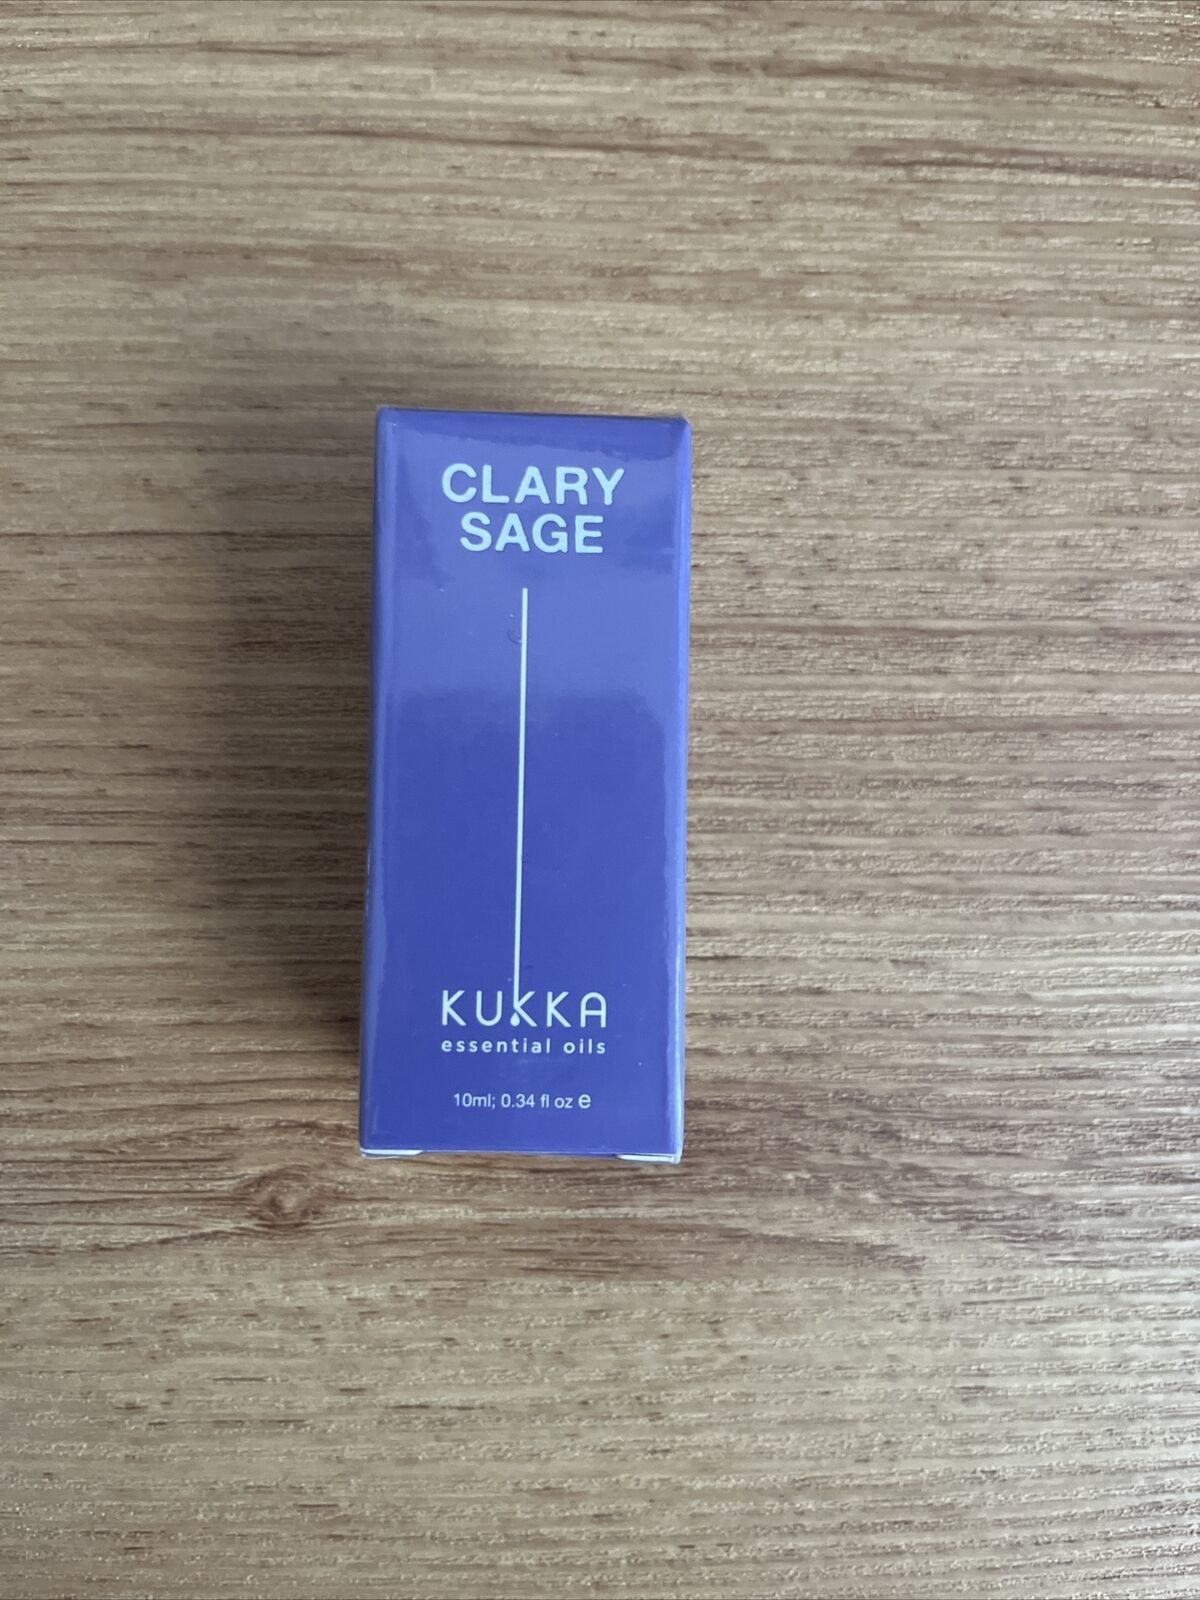 CLARY
SAGE
KUKKA
essential oils
10ml; 0.34 fl oz ℮